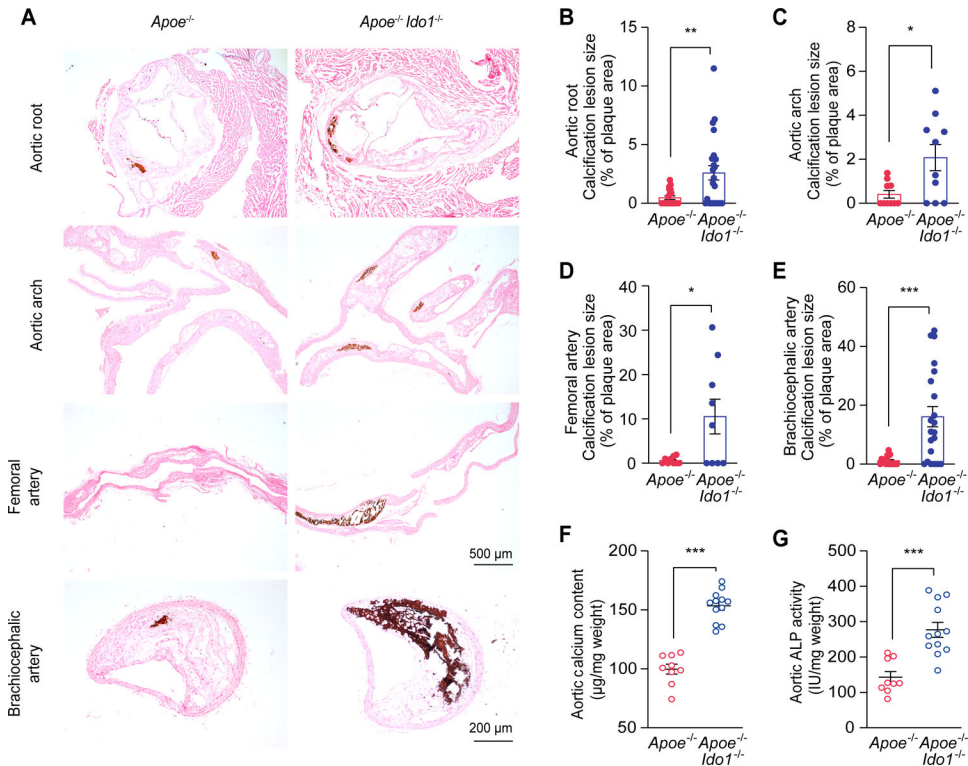 A
Apoe⁻/⁻
Apoe⁻/⁻ Ido1⁻/⁻
Aortic root
Aortic arch
Femoral
artery
500 µm
Brachiocephalic
artery
200 µm
B
Aortic root
Calcification lesion size
(% of plaque area)
15
10
5
0
**
Apoe⁻/⁻
Apoe⁻/⁻
Ido1⁻/⁻
C
Aortic arch
Calcification lesion size
(% of plaque area)
8
6
4
2
0
*
Apoe⁻/⁻
Apoe⁻/⁻
Ido1⁻/⁻
D
Femoral artery
Calcification lesion size
(% of plaque area)
40
30
20
10
0
*
Apoe⁻/⁻
Apoe⁻/⁻
Ido1⁻/⁻
E
Brachiocephalic artery
Calcification lesion size
(% of plaque area)
60
40
20
0
***
Apoe⁻/⁻
Apoe⁻/⁻
Ido1⁻/⁻
F
Aortic calcium content
(µg/mg weight)
200
150
100
50
***
Apoe⁻/⁻
Apoe⁻/⁻
Ido1⁻/⁻
G
Aortic ALP activity
(IU/mg weight)
500
400
300
200
100
0
***
Apoe⁻/⁻
Apoe⁻/⁻
Ido1⁻/⁻